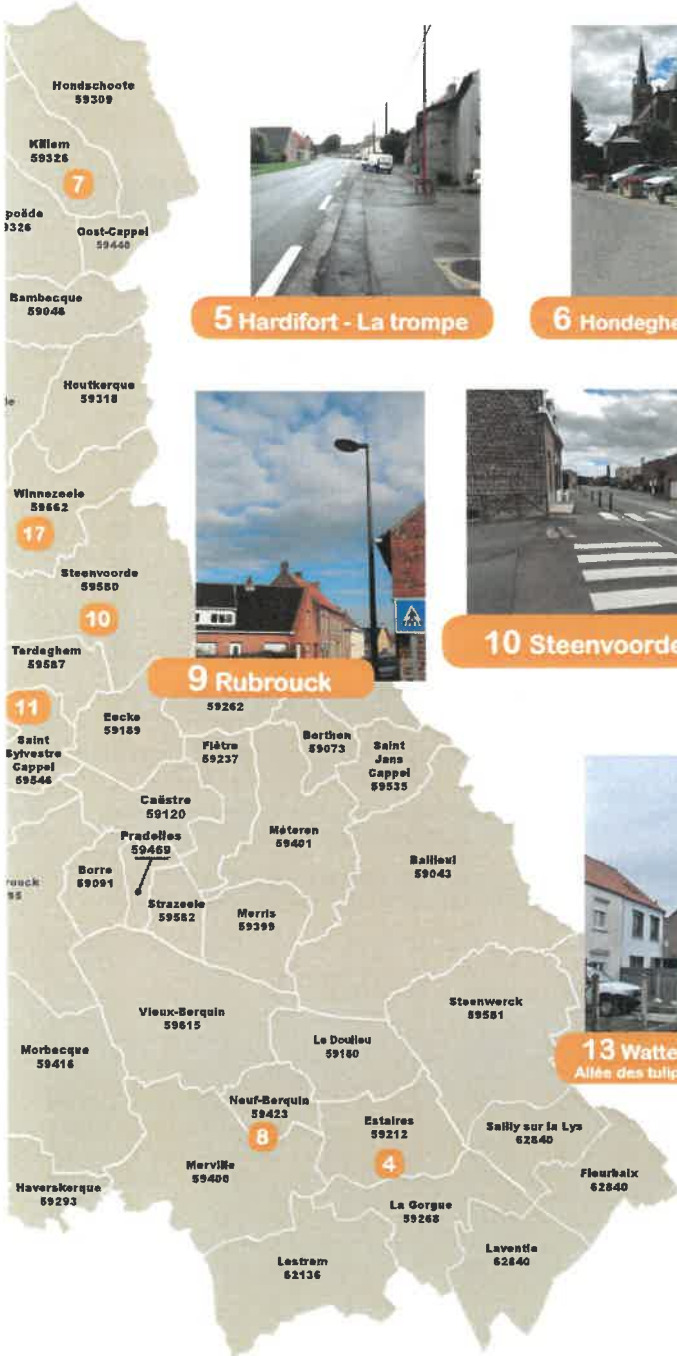 Hondschoote
59309
Killem
59326
7
poëde
9326
Oost-Cappel
59440
5 Hardifort - La trompe
6 Hondeghe
Bambecque
59046
Houtkerque
59318
Winnezeele
59662
17
Steenvoorde
59580
10
Terdeghem
59587
9 Rubrouck
10 Steenvoorde
11
Saint
Sylvestre
Cappel
59546
Eecke
59189
59262
Flêtre
59237
Berthen
59073
Saint
Jans
Cappel
59535
Caëstre
59120
Pradelles
59469
Méteren
59401
Bailleul
59043
Borre
59091
Strazeele
59582
Merris
59399
Vieux-Berquin
59615
Steenwerck
59581
Le Doulieu
59180
13 Watte
Allée des tulip
Morbecque
59416
Neuf-Berquin
59423
8
Estaires
59212
4
Sailly sur la Lys
62840
Merville
59400
Fleurbaix
62840
Haverskerque
59293
La Gorgue
59268
Laventie
62840
Lestrem
62136